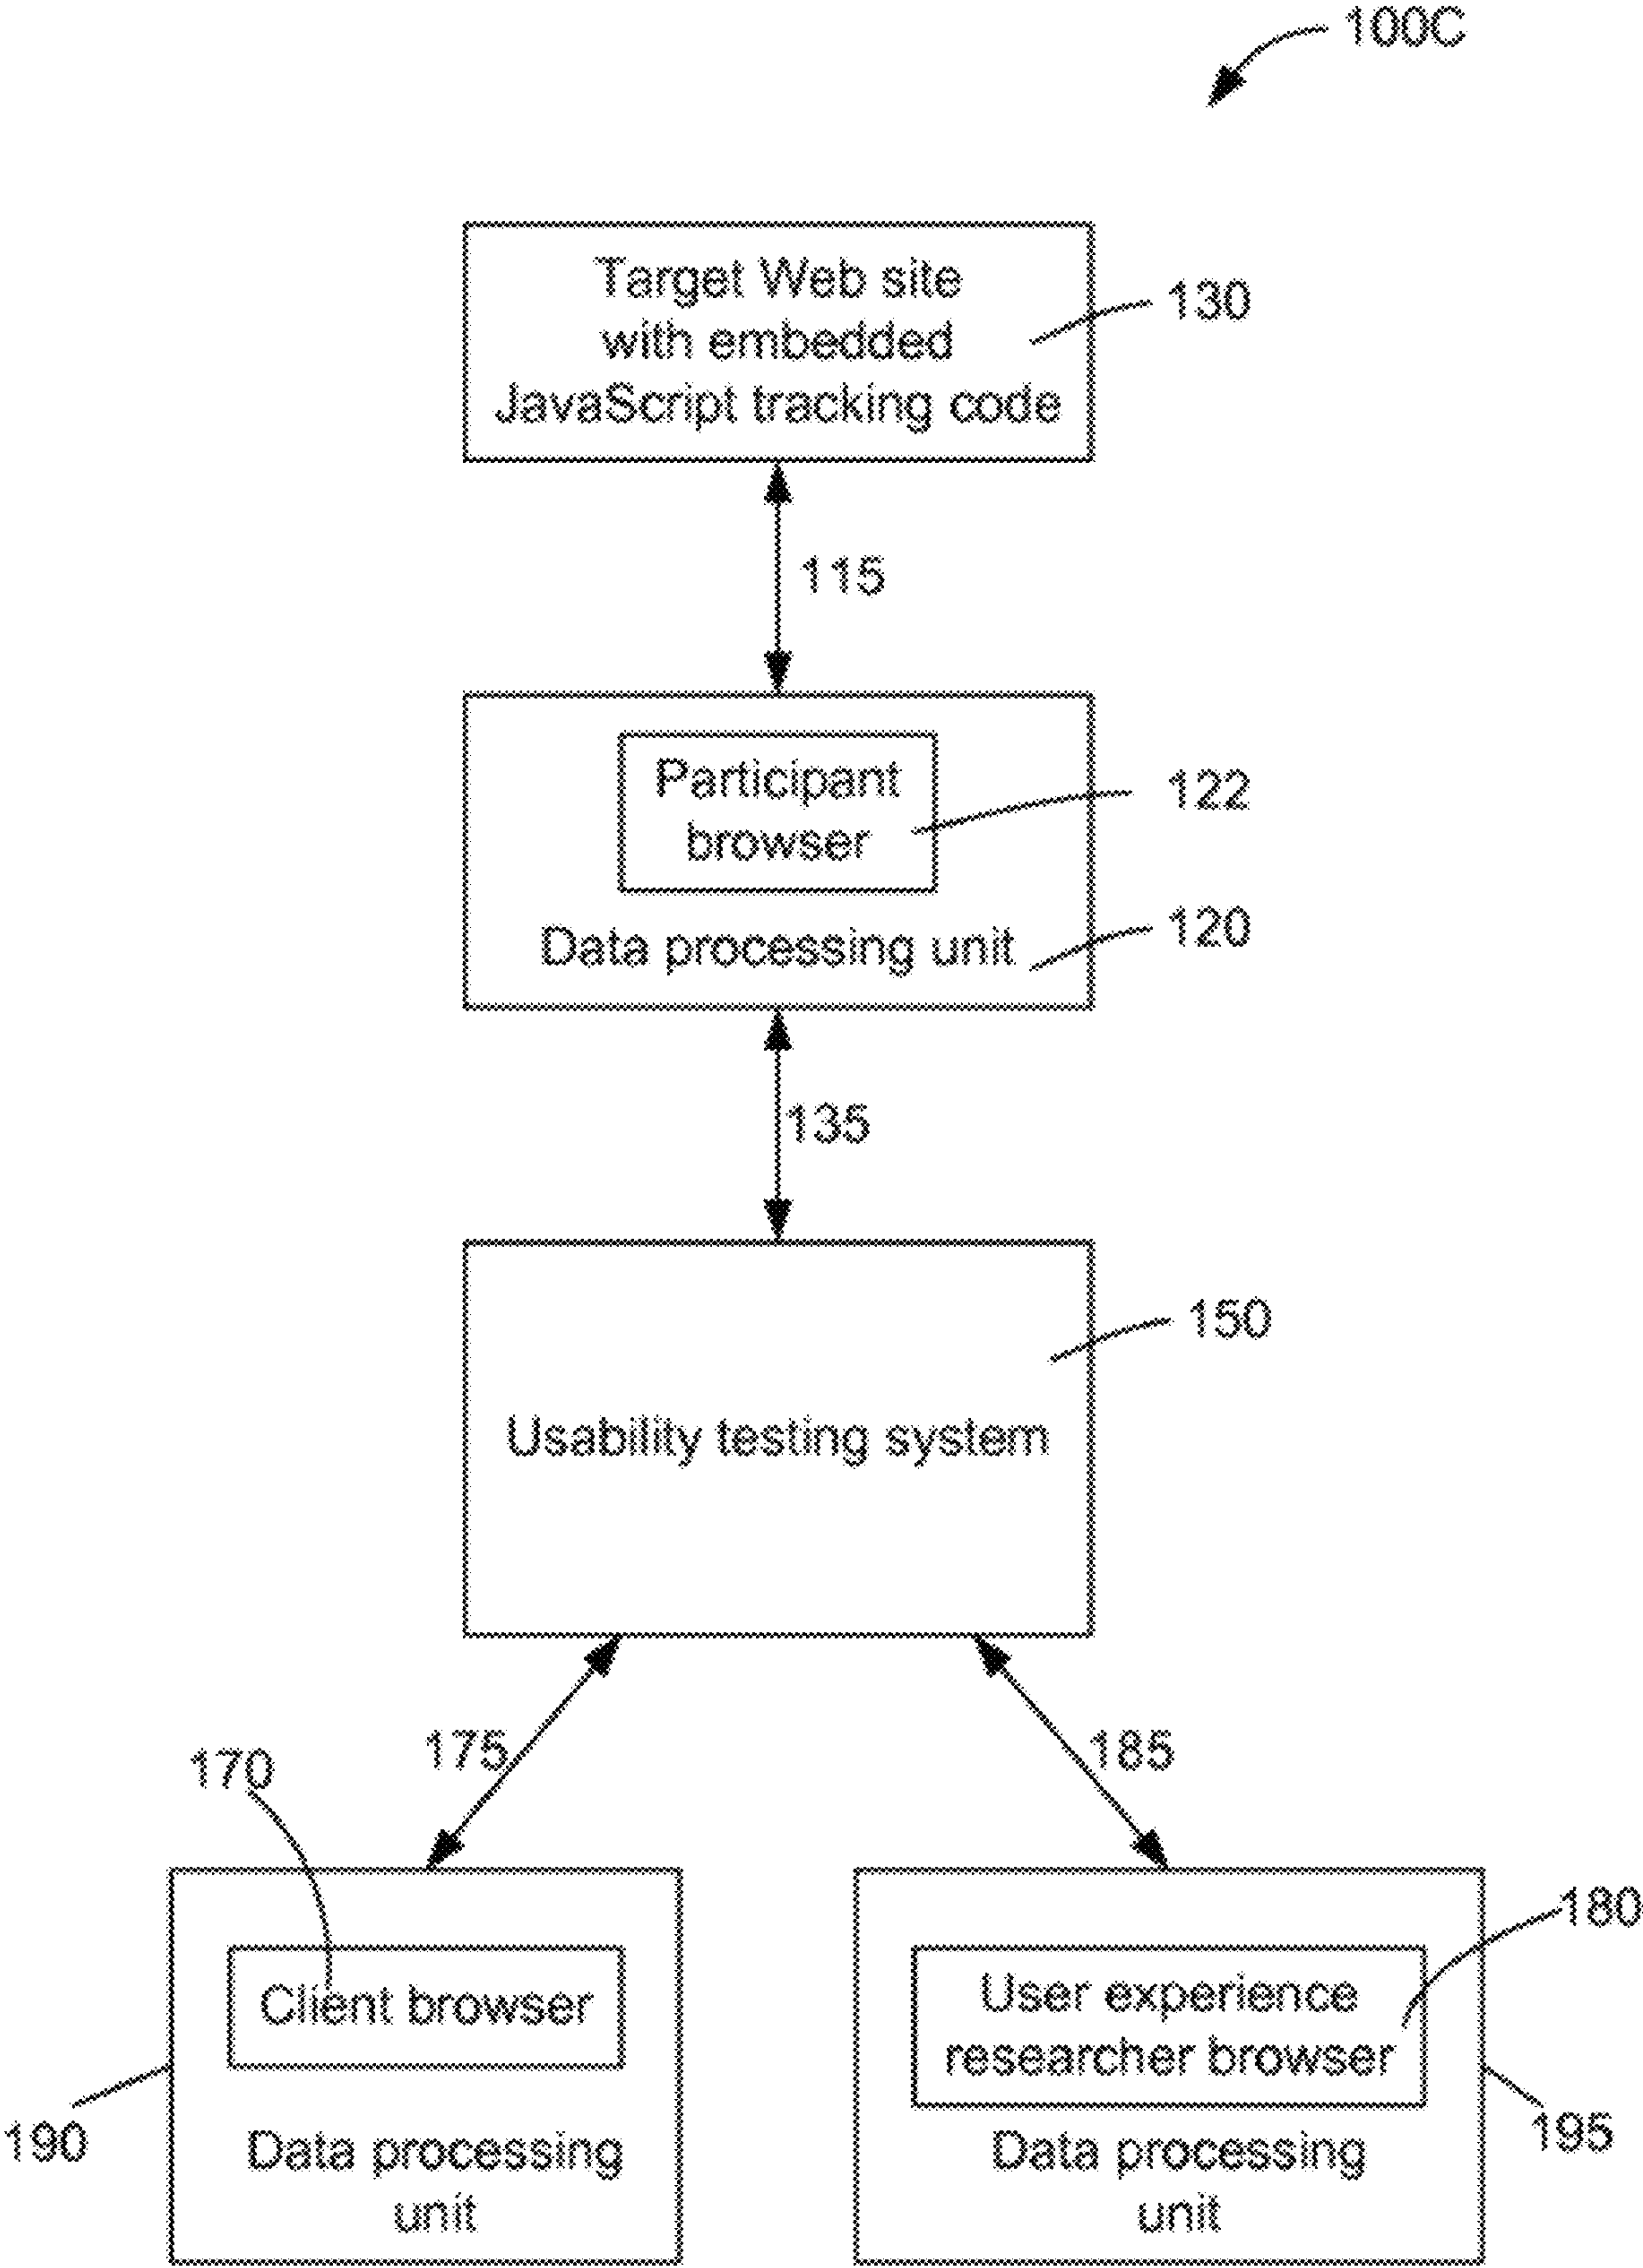 100C
Target Web site
with embedded
JavaScript tracking code
130
115
Participant
browser
122
Data processing unit
120
135
150
Usability testing system
175
185
170
180
Client browser
User experience
researcher browser
190
195
Data processing
unit
Data processing
unit